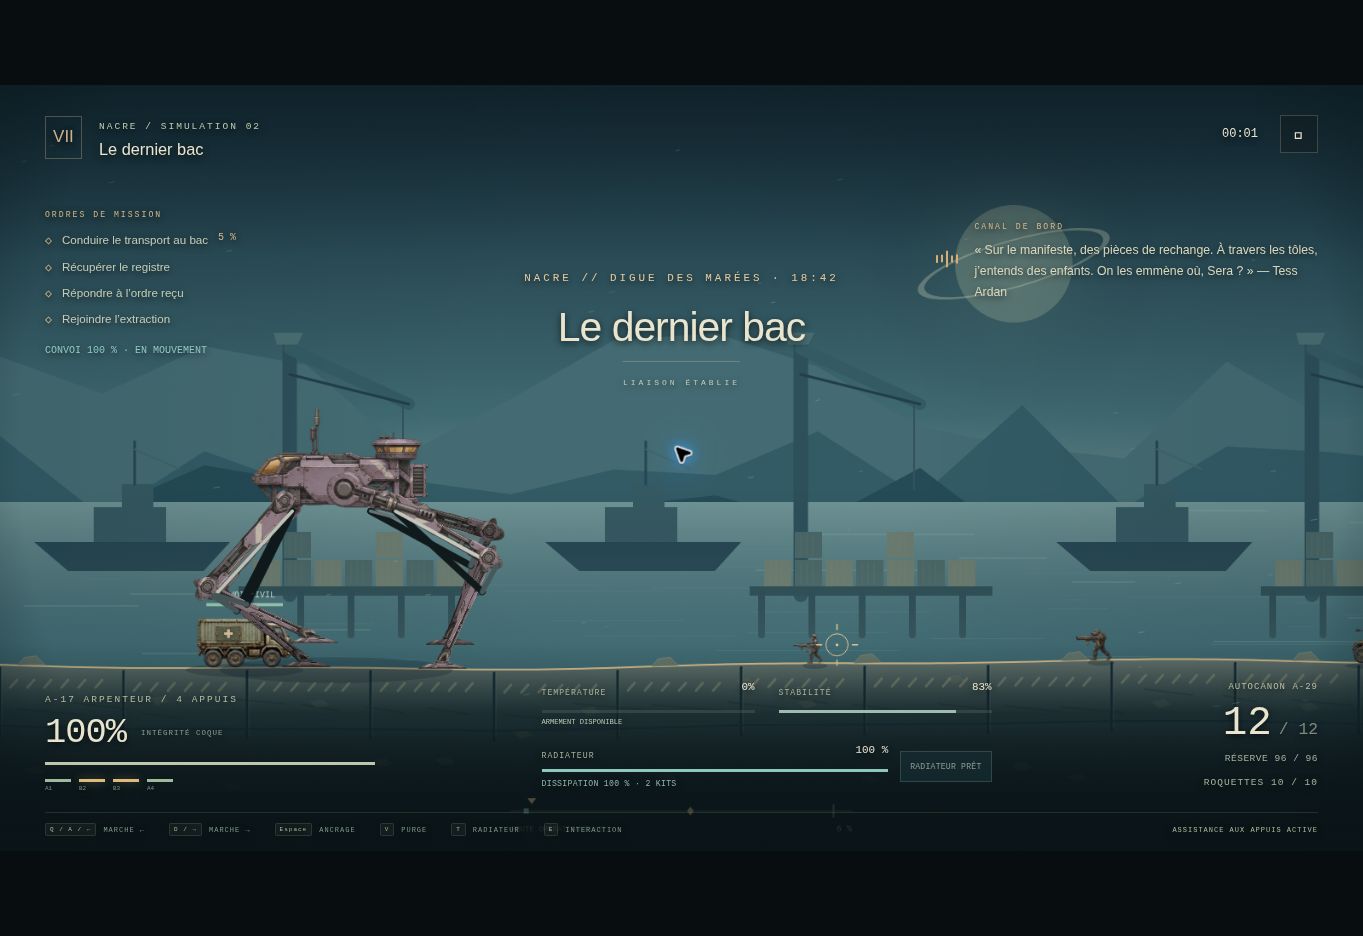 VII
NACRE / SIMULATION 02
Le dernier bac
00:01
ORDRES DE MISSION
Conduire le transport au bac 5 %
Récupérer le registre
Répondre à l'ordre reçu
Rejoindre l'extraction
CONVOI 100 % · EN MOUVEMENT
CANAL DE BORD
« Sur le manifeste, des pièces de rechange. À travers les tôles,
j'entends des enfants. On les emmène où, Sera ? » — Tess
Ardan
NACRE // DIGUE DES MARÉES · 18:42
Le dernier bac
LIAISON ÉTABLIE
A-17 ARPENTEUR / 4 APPUIS
100% INTÉGRITÉ COQUE
A1 B2 B3 A4
TEMPÉRATURE 0%
ARMEMENT DISPONIBLE
STABILITÉ 83%
RADIATEUR 100 %
DISSIPATION 100 % · 2 KITS
RADIATEUR PRÊT
AUTOCANON A-29
12 / 12
RÉSERVE 96 / 96
ROQUETTES 10 / 10
Q / A / ← MARCHE ←
D / → MARCHE →
Espace ANCRAGE
V PURGE
T RADIATEUR
E INTERACTION
6 %
ASSISTANCE AUX APPUIS ACTIVE